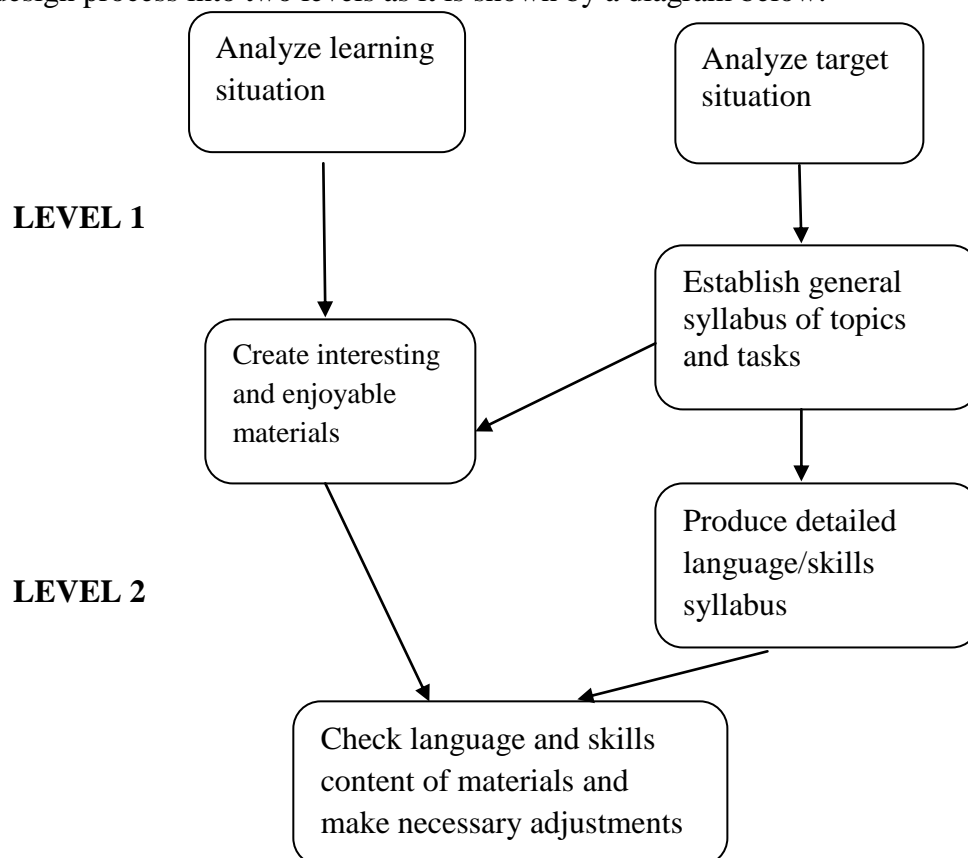 design process into two levels as it is shown by a diagram below.
Analyze learning
situation
Analyze target
situation
LEVEL 1
Establish general
syllabus of topics
and tasks
Create interesting
and enjoyable
materials
Produce detailed
language/skills
syllabus
LEVEL 2
Check language and skills
content of materials and
make necessary adjustments